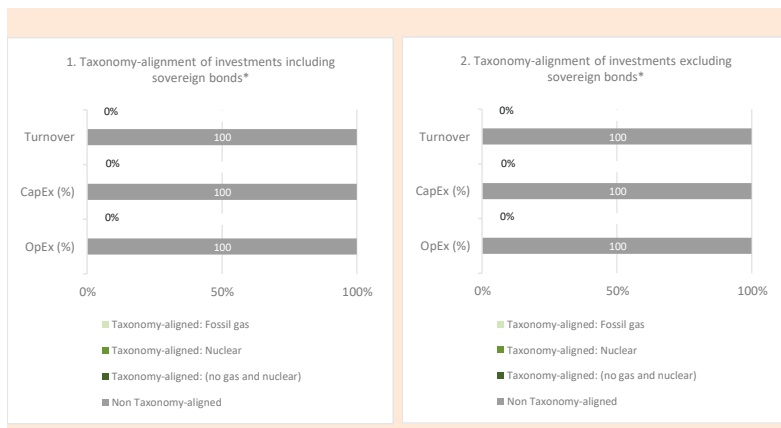 1. Taxonomy-alignment of investments including
sovereign bonds*
0%
Turnover
100
0%
CapEx (%)
100
0%
OpEx (%)
100
0%
50%
100%
Taxonomy-aligned: Fossil gas
Taxonomy-aligned: Nuclear
Taxonomy-aligned: (no gas and nuclear)
Non Taxonomy-aligned
2. Taxonomy-alignment of investments excluding
sovereign bonds*
0%
Turnover
100
0%
CapEx (%)
100
0%
OpEx (%)
100
0%
50%
100%
Taxonomy-aligned: Fossil gas
Taxonomy-aligned: Nuclear
Taxonomy-aligned: (no gas and nuclear)
Non Taxonomy-aligned